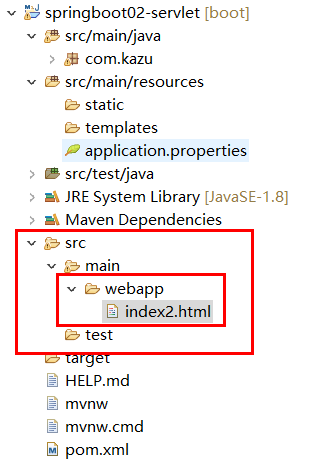 springboot02-servlet [boot]
src/main/java
com.kazu
src/main/resources
static
templates
application.properties
src/test/java
JRE System Library [JavaSE-1.8]
Maven Dependencies
src
main
webapp
index2.html
test
target
HELP.md
mvnw
mvnw.cmd
pom.xml